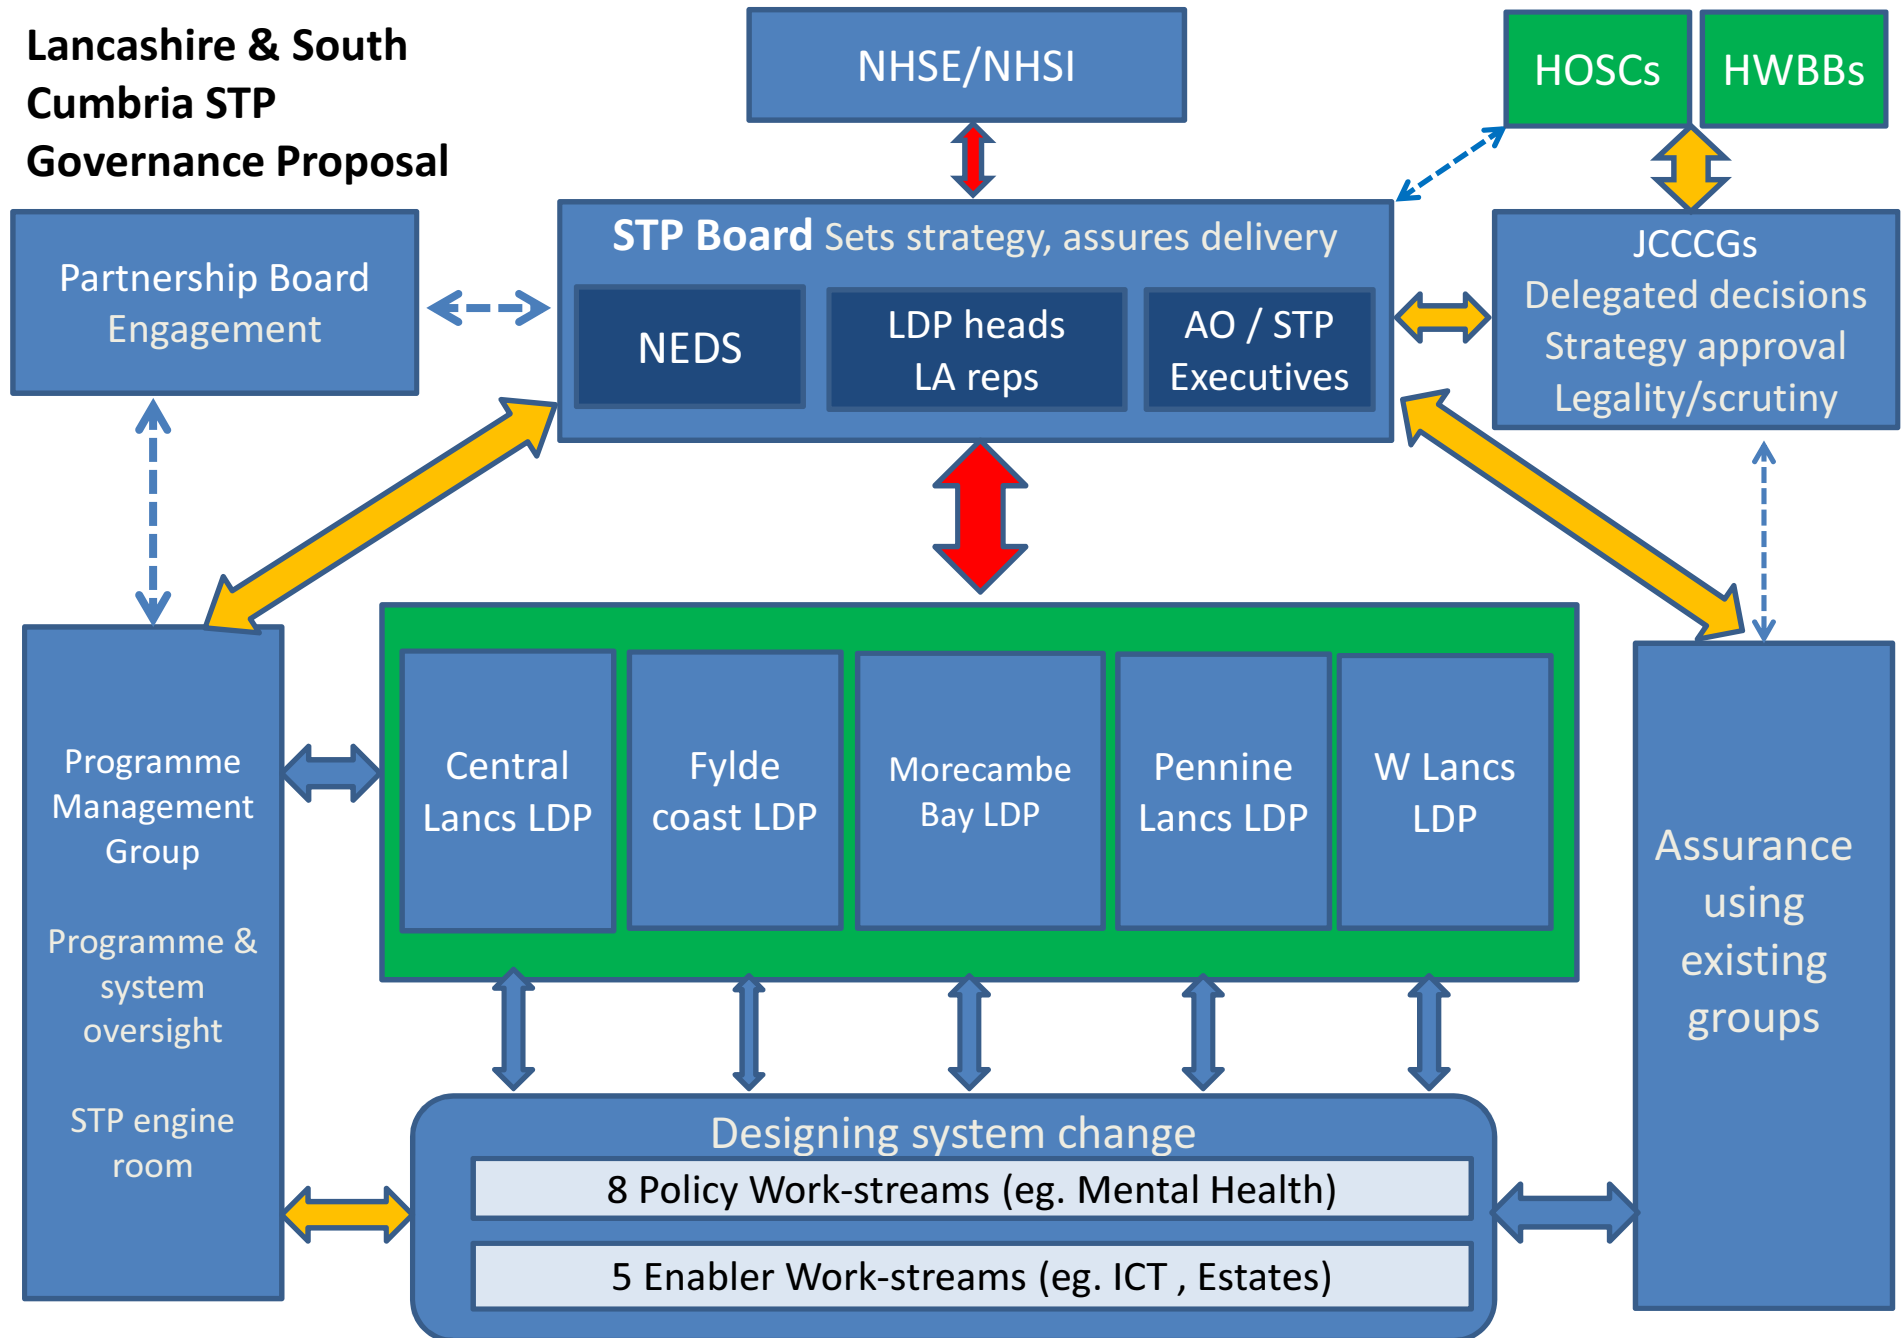 Lancashire & South
Cumbria STP
Governance Proposal
NHSE/NHSI
HOSCs
HWBBs
Partnership Board
Engagement
STP Board Sets strategy, assures delivery
NEDS
LDP heads
LA reps
AO / STP
Executives
JCCCGs
Delegated decisions
Strategy approval
Legality/scrutiny
Programme
Management
Group
Programme &
system
oversight
STP engine
room
Central
Lancs LDP
Fylde
coast LDP
Morecambe
Bay LDP
Pennine
Lancs LDP
W Lancs
LDP
Assurance
using
existing
groups
Designing system change
8 Policy Work-streams (eg. Mental Health)
5 Enabler Work-streams (eg. ICT , Estates)